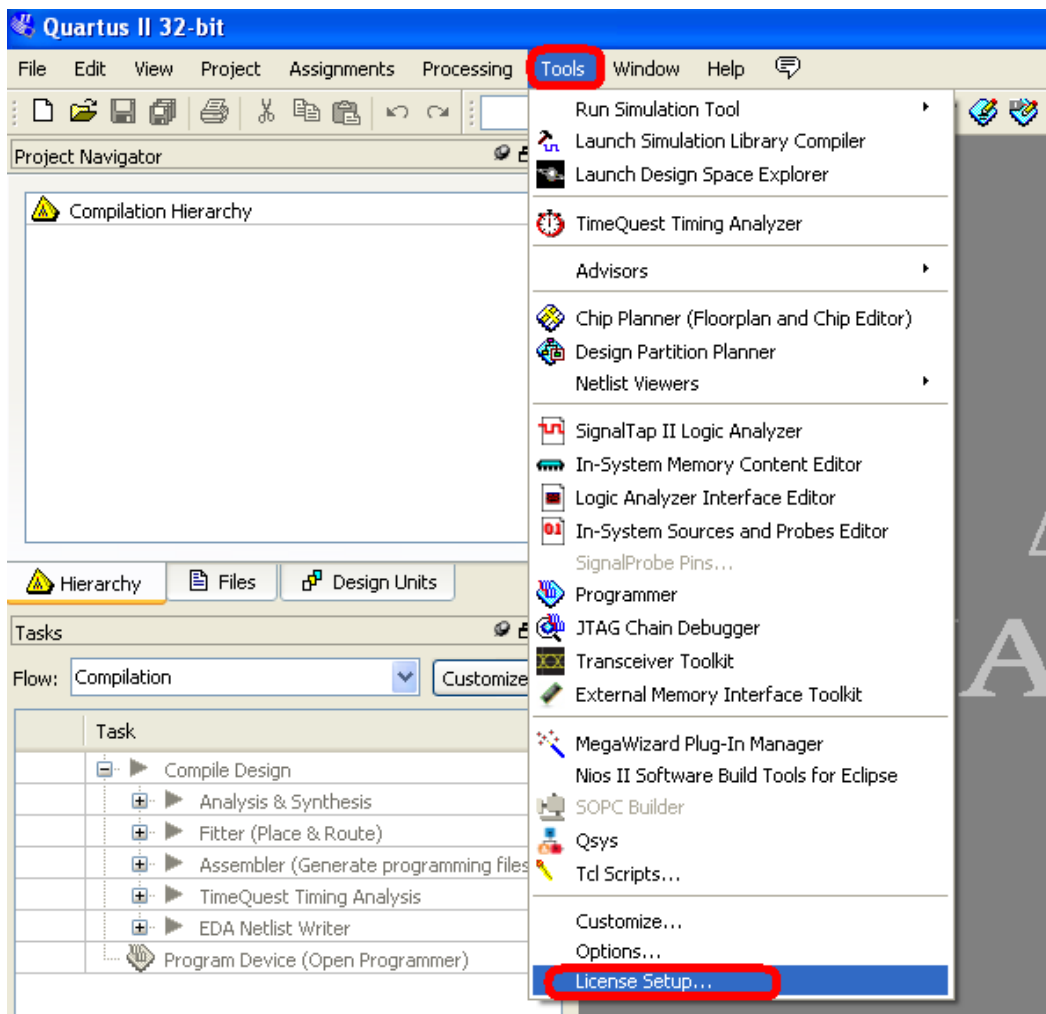 Quartus II 32-bit
File Edit View Project Assignments Processing Tools Window Help
Project Navigator
Compilation Hierarchy
Hierarchy Files Design Units
Tasks
Flow: Compilation Customize
Task
Compile Design
Analysis & Synthesis
Fitter (Place & Route)
Assembler (Generate programming files
TimeQuest Timing Analysis
EDA Netlist Writer
Program Device (Open Programmer)
Run Simulation Tool
Launch Simulation Library Compiler
Launch Design Space Explorer
TimeQuest Timing Analyzer
Advisors
Chip Planner (Floorplan and Chip Editor)
Design Partition Planner
Netlist Viewers
SignalTap II Logic Analyzer
In-System Memory Content Editor
Logic Analyzer Interface Editor
In-System Sources and Probes Editor
SignalProbe Pins...
Programmer
JTAG Chain Debugger
Transceiver Toolkit
External Memory Interface Toolkit
MegaWizard Plug-In Manager
Nios II Software Build Tools for Eclipse
SOPC Builder
Qsys
Tcl Scripts...
Customize...
Options...
License Setup...